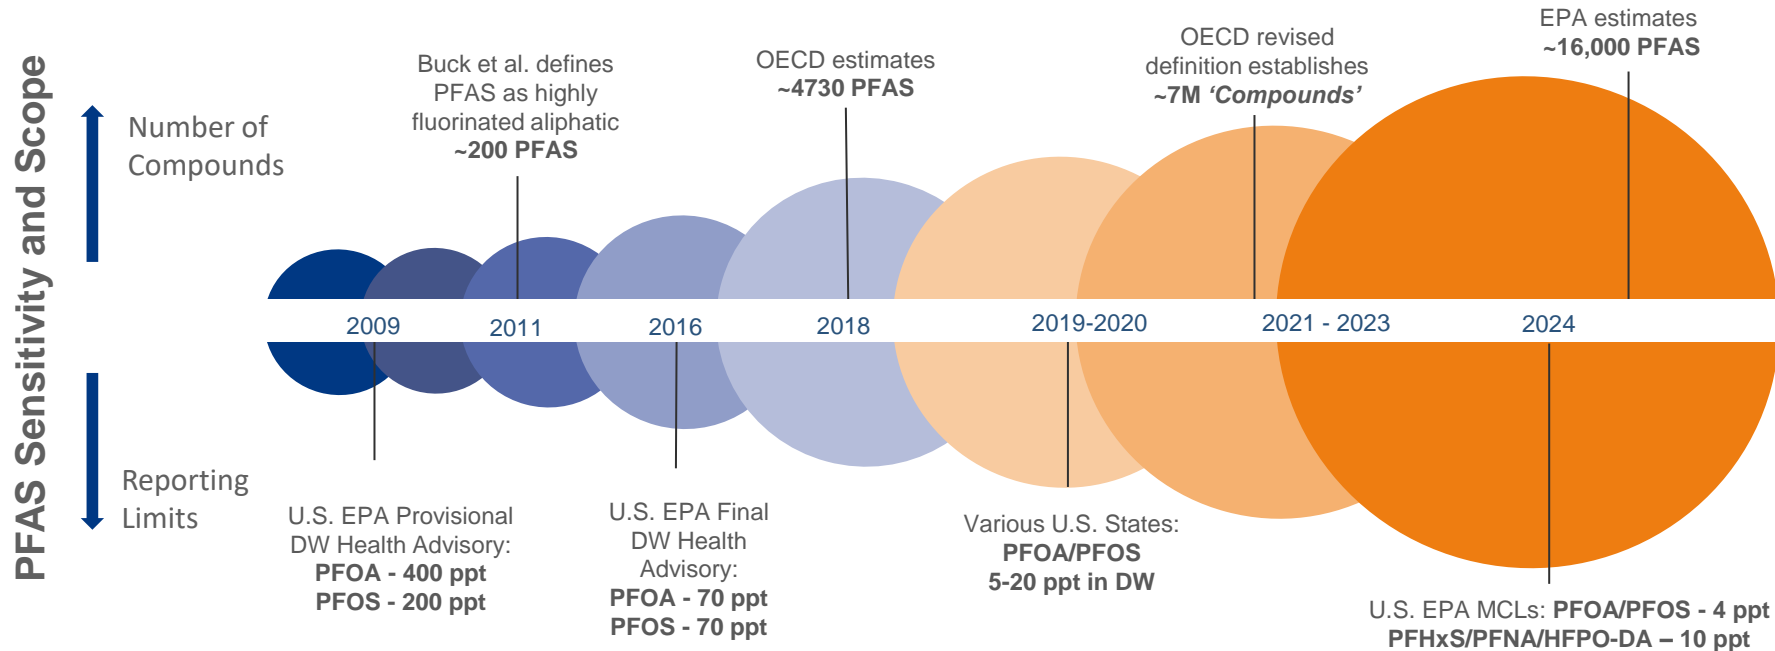 PFAS Sensitivity and Scope
Number of
Compounds
Reporting
Limits
Buck et al. defines
PFAS as highly
fluorinated aliphatic
~200 PFAS
OECD estimates
~4730 PFAS
OECD revised
definition establishes
~7M ‘Compounds’
EPA estimates
~16,000 PFAS
2009
2011
2016
2018
2019-2020
2021 - 2023
2024
U.S. EPA Provisional
DW Health Advisory:
PFOA - 400 ppt
PFOS - 200 ppt
U.S. EPA Final
DW Health
Advisory:
PFOA - 70 ppt
PFOS - 70 ppt
Various U.S. States:
PFOA/PFOS
5-20 ppt in DW
U.S. EPA MCLs: PFOA/PFOS - 4 ppt
PFHxS/PFNA/HFPO-DA – 10 ppt